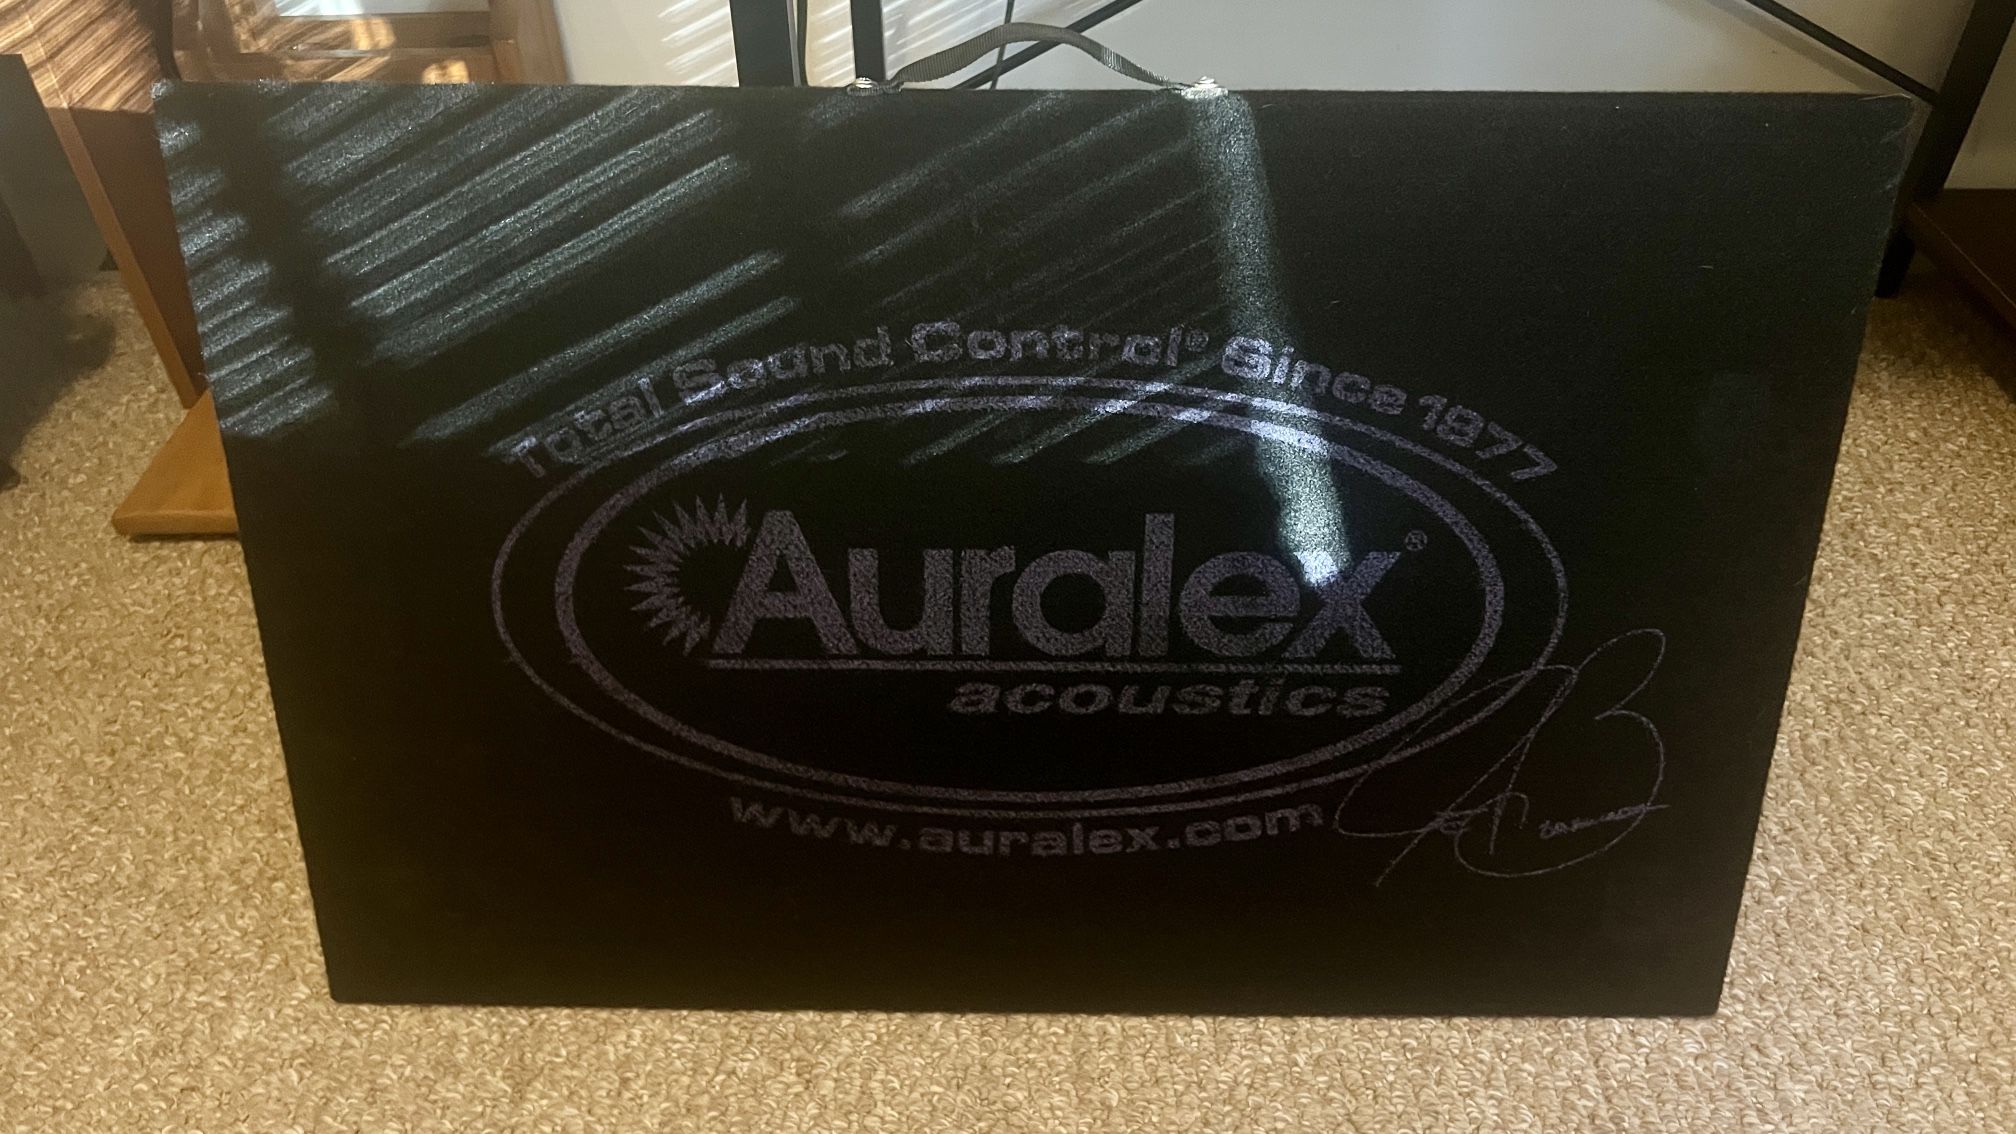 Total Sound Control® Since 1977
Auralex®
acoustics
www.auralex.com